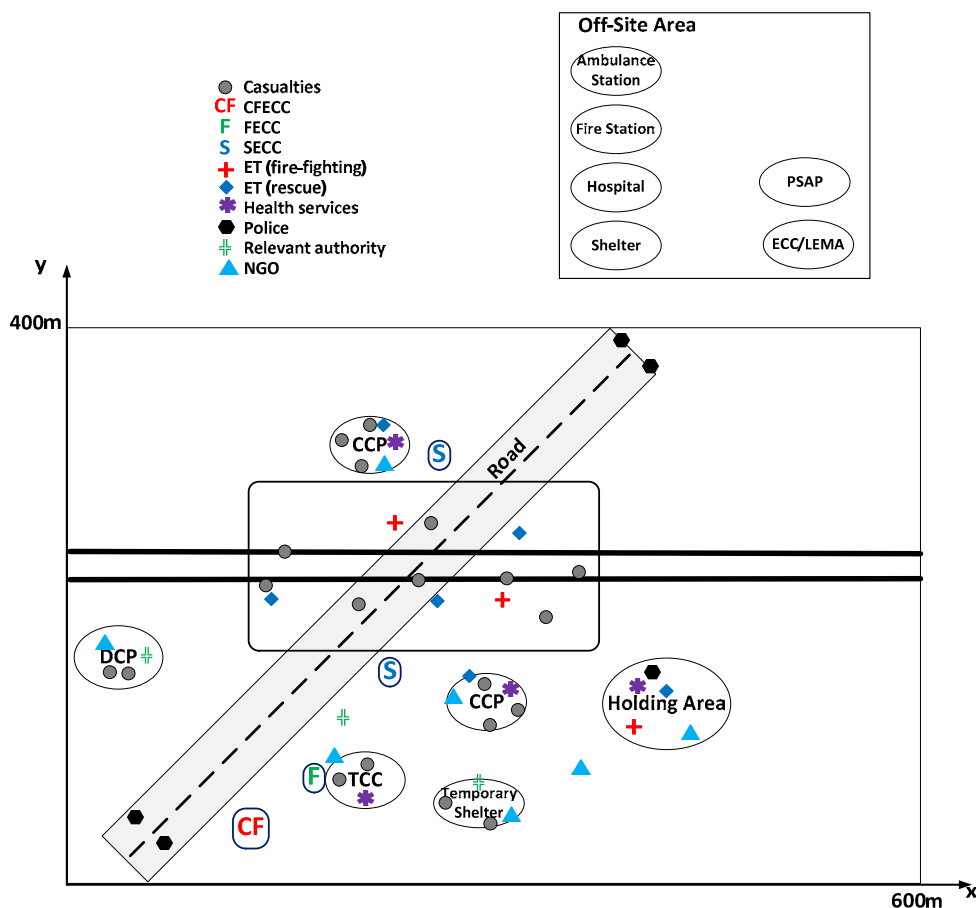 Off-Site Area
Ambulance
Station
Fire Station
Hospital
PSAP
Shelter
ECC/LEMA
Casualties
CF CFECC
F FECC
S SECC
ET (fire-fighting)
ET (rescue)
Health services
Police
Relevant authority
NGO
y
400m
Road
CCP
S
DCP
S
CCP
Holding Area
F
TCC
Temporary
Shelter
CF
x
600m